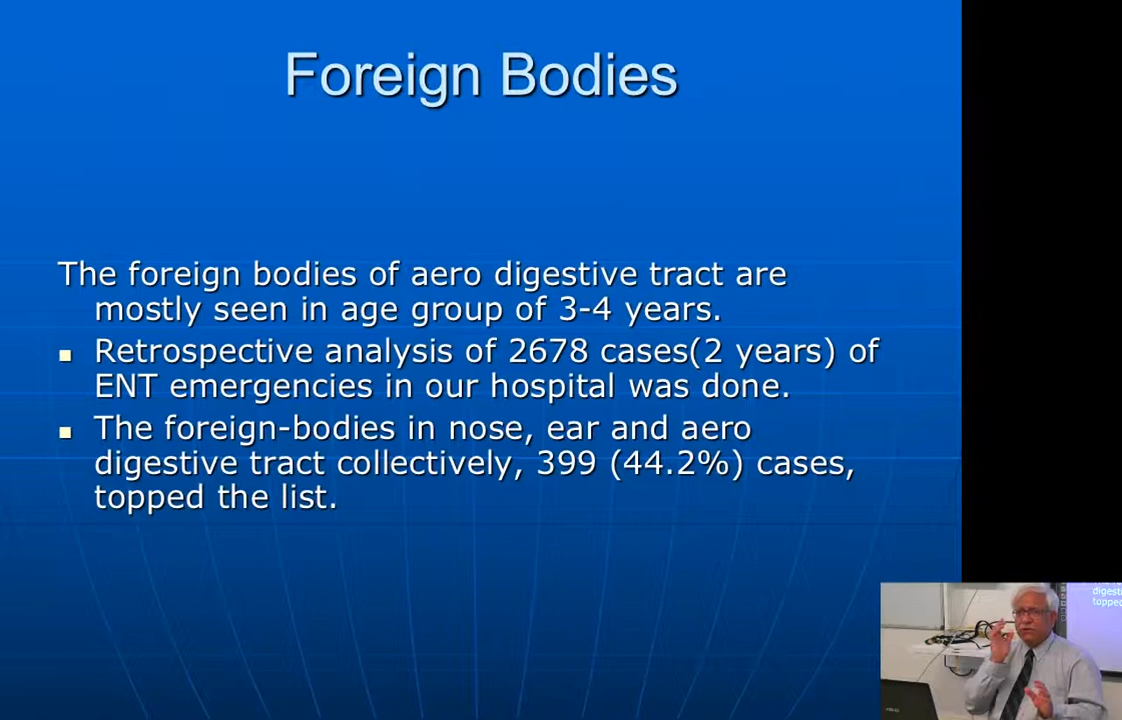 Foreign Bodies
The foreign bodies of aero digestive tract are
mostly seen in age group of 3-4 years.
Retrospective analysis of 2678 cases(2 years) of
ENT emergencies in our hospital was done.
The foreign-bodies in nose, ear and aero
digestive tract collectively, 399 (44.2%) cases,
topped the list.
digesti
topped